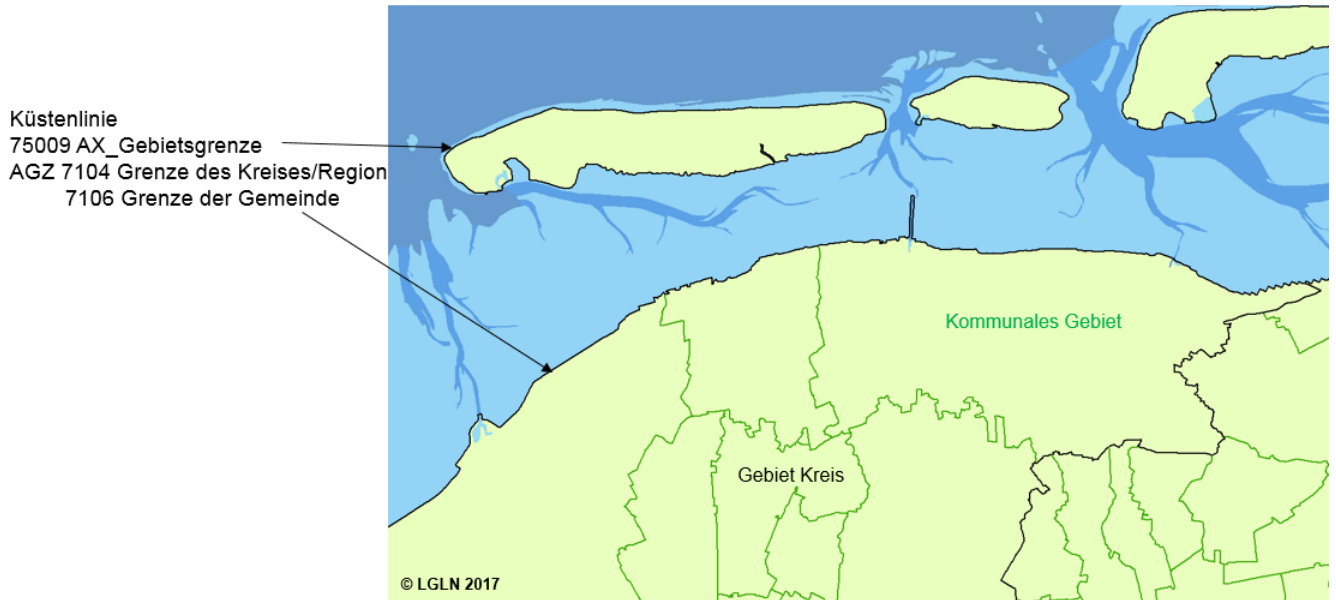 Küstenlinie
75009 AX_Gebietsgrenze
AGZ 7104 Grenze des Kreises/Region
7106 Grenze der Gemeinde
Kommunales Gebiet
Gebiet Kreis
© LGLN 2017